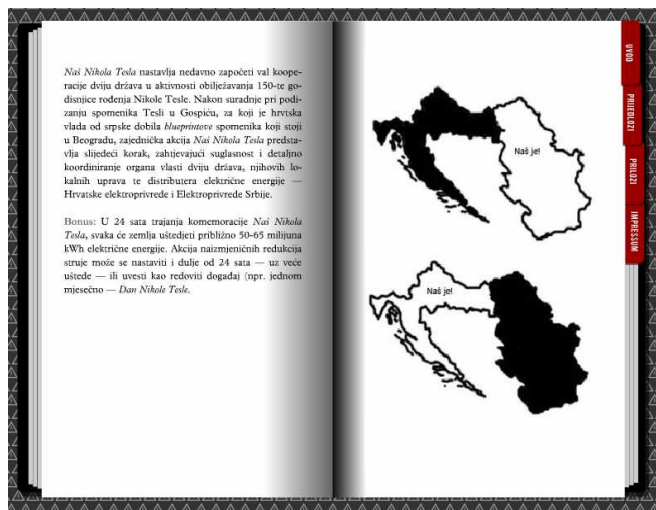 Naš Nikola Tesla nastavlja nedavno započeti val koope-
racije dviju država u aktivnosti obilježavanja 150-te go-
disnjice rođenja Nikole Tesle. Nakon suradnje pri podi-
zanju spomenika Tesli u Gospiću, za koji je hrvtska
vlada od srpske dobila blueprintove spomenika koji stoji
u Beogradu, zajednička akcija Naš Nikola Tesla predsta-
vlja slijedeći korak, zahtjevajući suglasnost i detaljno
koordiniranje organa vlasti dviju država, njihovih lo-
kalnih uprava te distributera električne energije —
Hrvatske elektroprivrede i Elektroprivrede Srbije.
Bonus: U 24 sata trajanja komemoracije Naš Nikola
Tesla, svaka će zemlja uštedjeti približno 50-65 milijuna
kWh električne energije. Akcija naizmjeničnih redukcija
struje može se nastaviti i dulje od 24 sata — uz veće
uštede — ili uvesti kao redoviti događaj (npr. jednom
mjesečno — Dan Nikole Tesle.
Naš je!
Naš je!
UVOD
PRIJEDLOZI
PRILOZI
IMPRESSUM